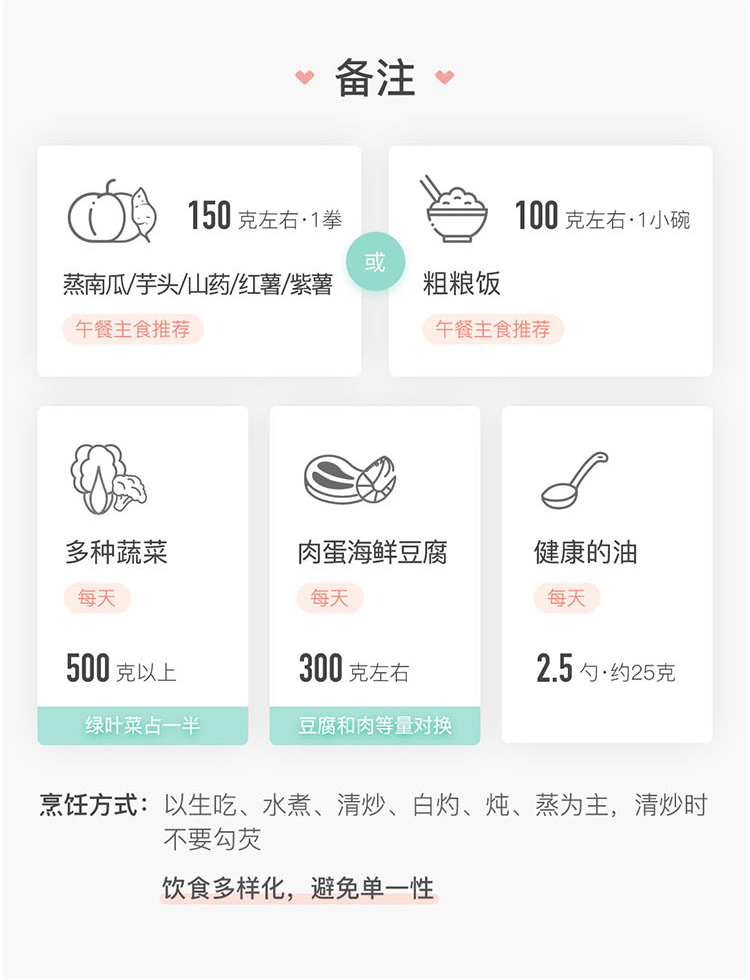 备注
150 克左右·1拳
蒸南瓜/芋头/山药/红薯/紫薯
午餐主食推荐
或
100 克左右·1小碗
粗粮饭
午餐主食推荐
多种蔬菜
每天
500 克以上
绿叶菜占一半
肉蛋海鲜豆腐
每天
300 克左右
豆腐和肉等量对换
健康的油
每天
2.5 勺·约25克
烹饪方式：以生吃、水煮、清炒、白灼、炖、蒸为主，清炒时
不要勾芡
饮食多样化，避免单一性